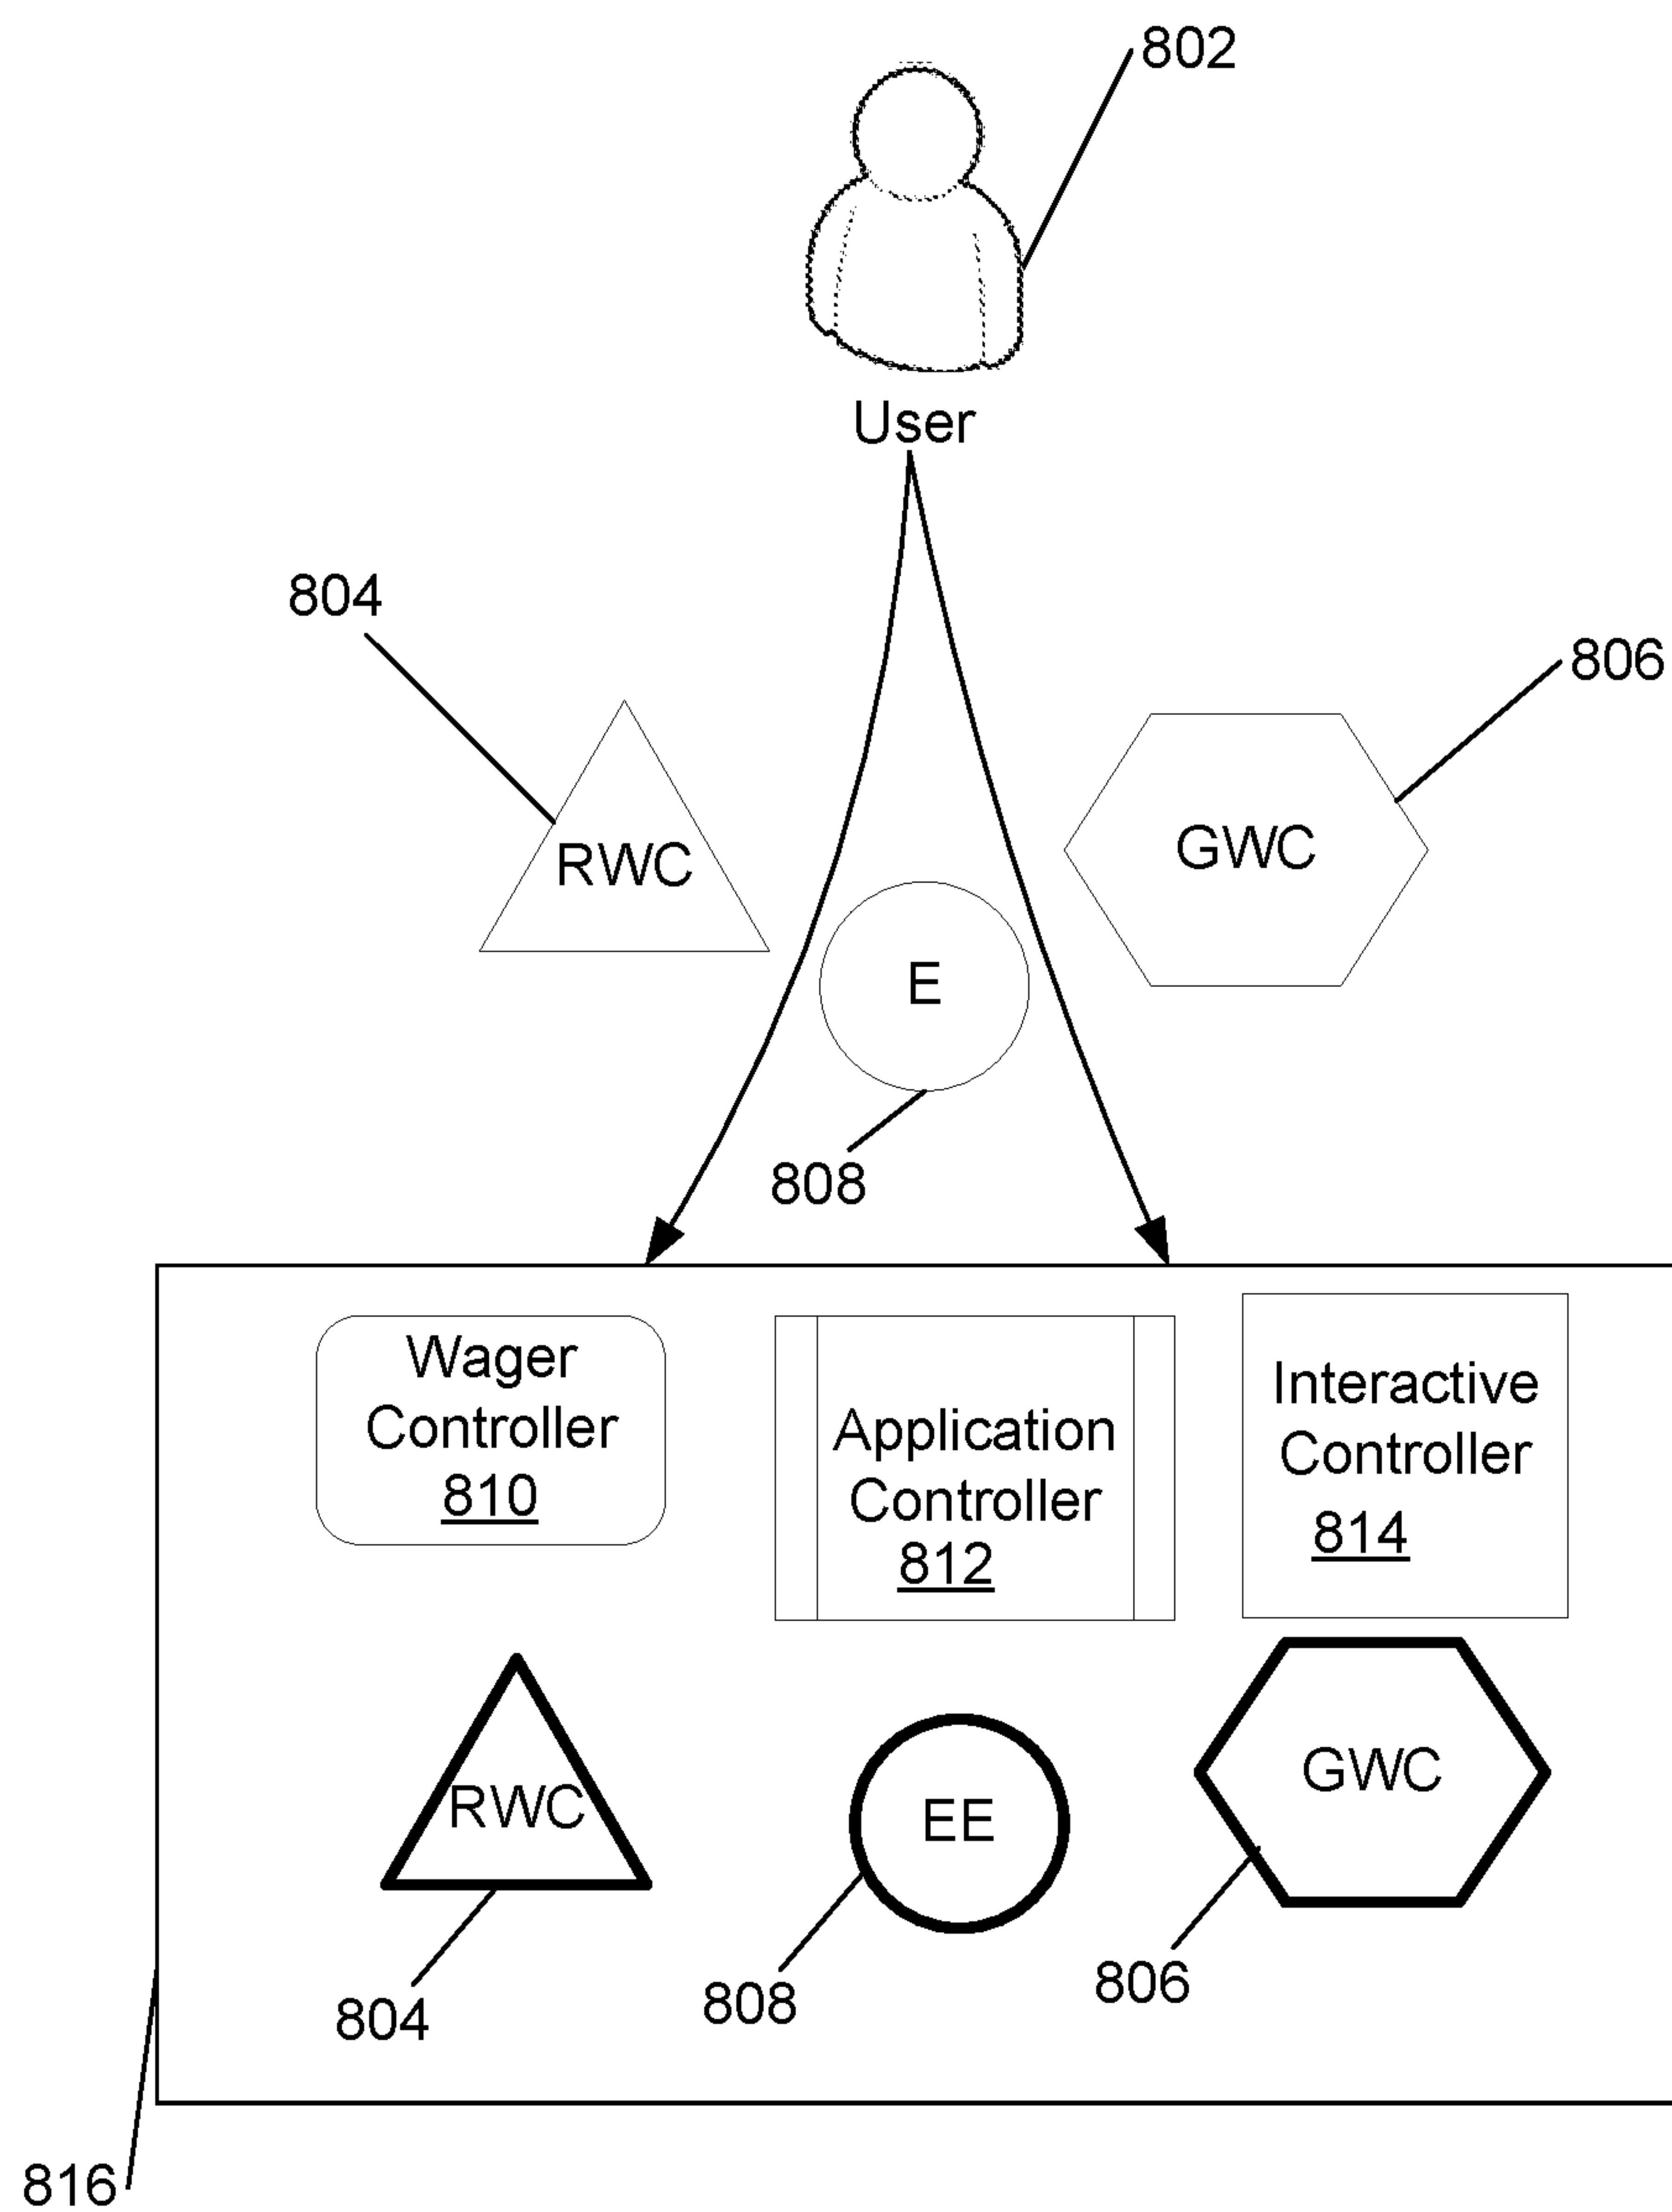 802
User
804
806
RWC
GWC
E
808
Wager
Controller
810
Application
Controller
812
Interactive
Controller
814
RWC
EE
GWC
804
808
806
816